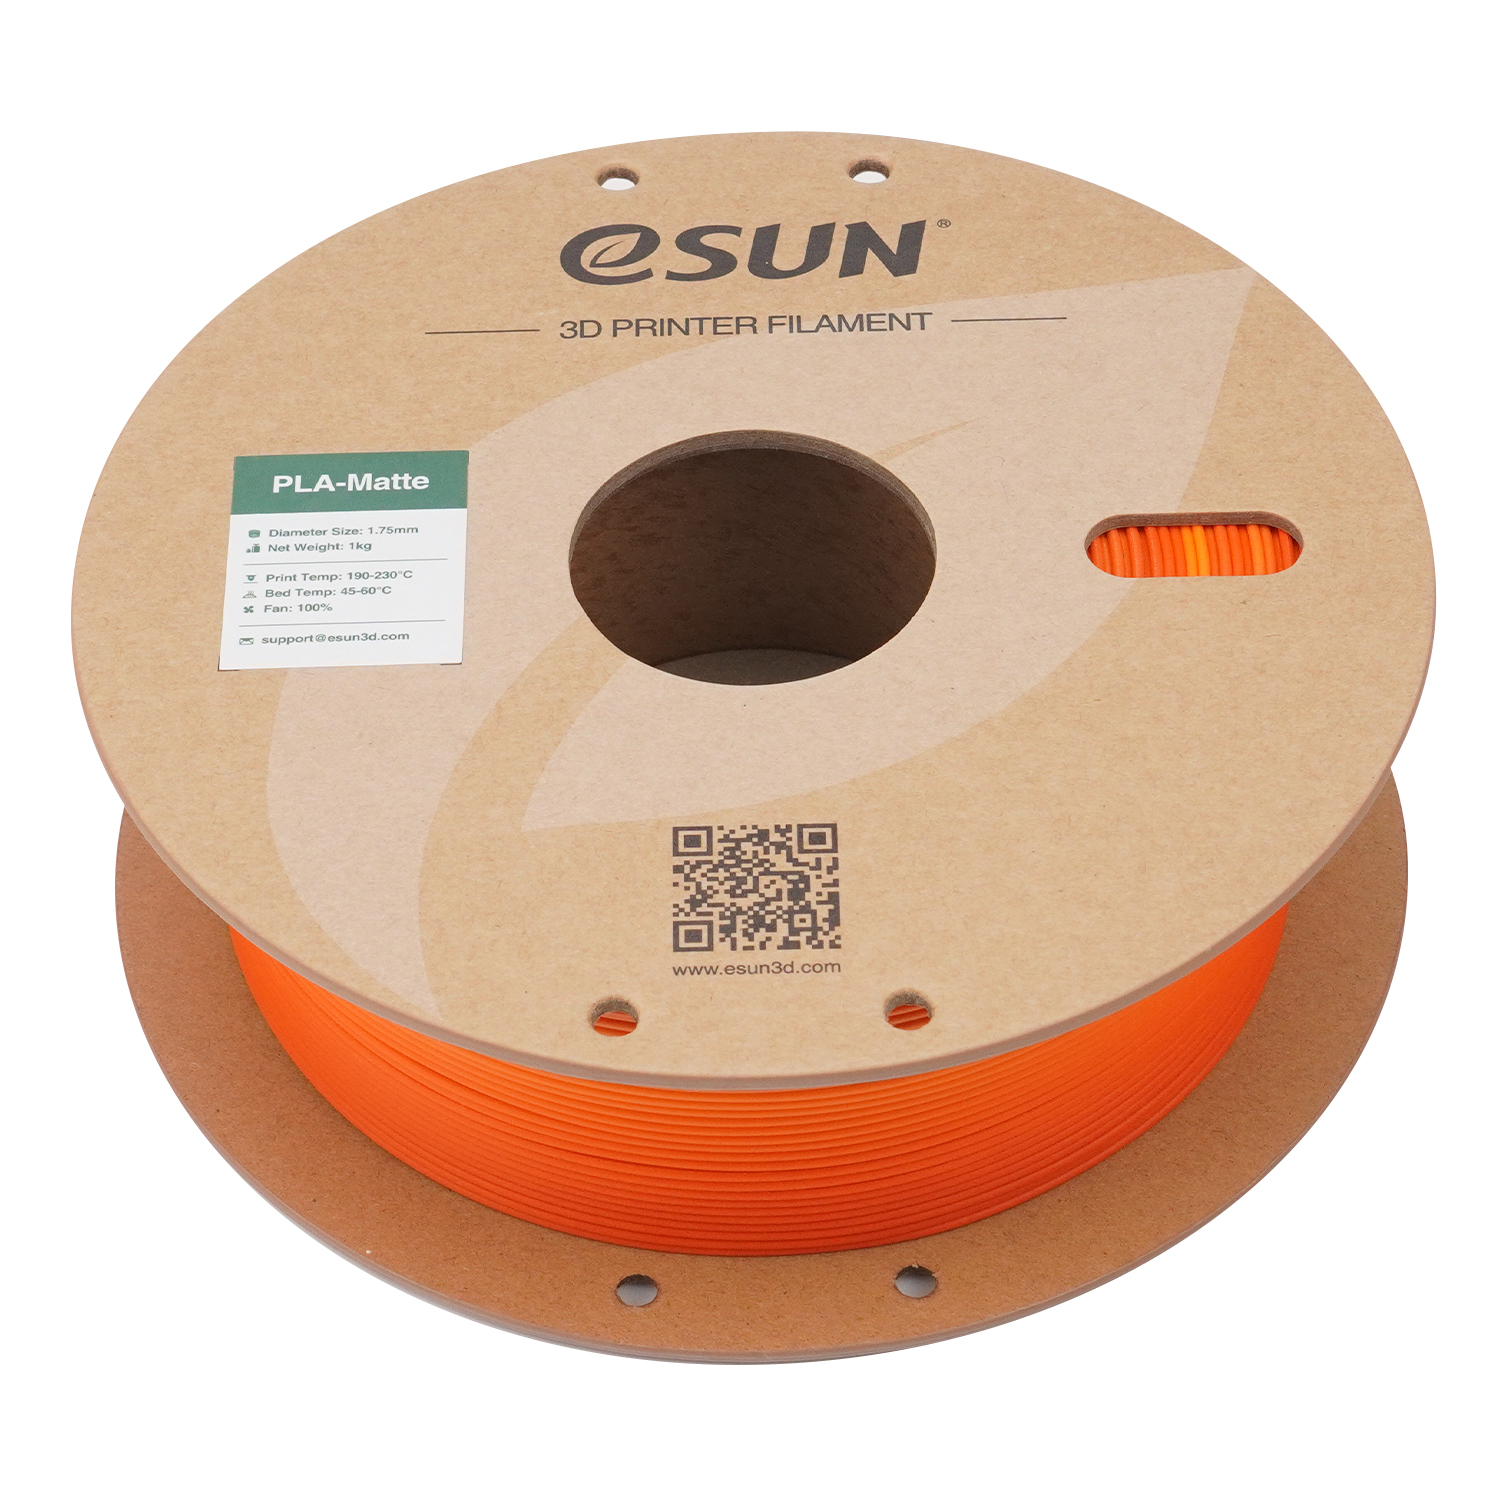 eSUN®
3D PRINTER FILAMENT
PLA-Matte
Diameter Size: 1.75mm
Net Weight: 1kg
Print Temp: 190-230°C
Bed Temp: 45-60°C
Fan: 100%
support@esun3d.com
www.esun3d.com